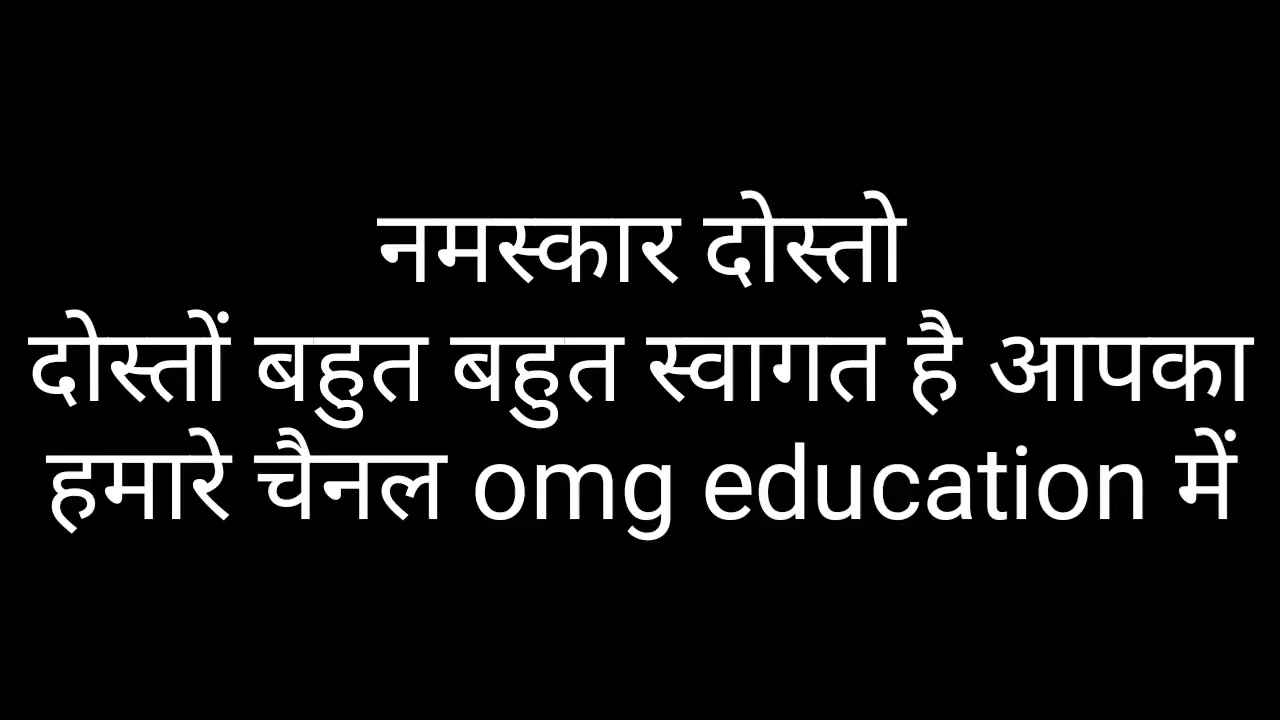 नमस्कार दोस्तो
दोस्तों बहुत बहुत स्वागत है आपका
हमारे चैनल omg education में